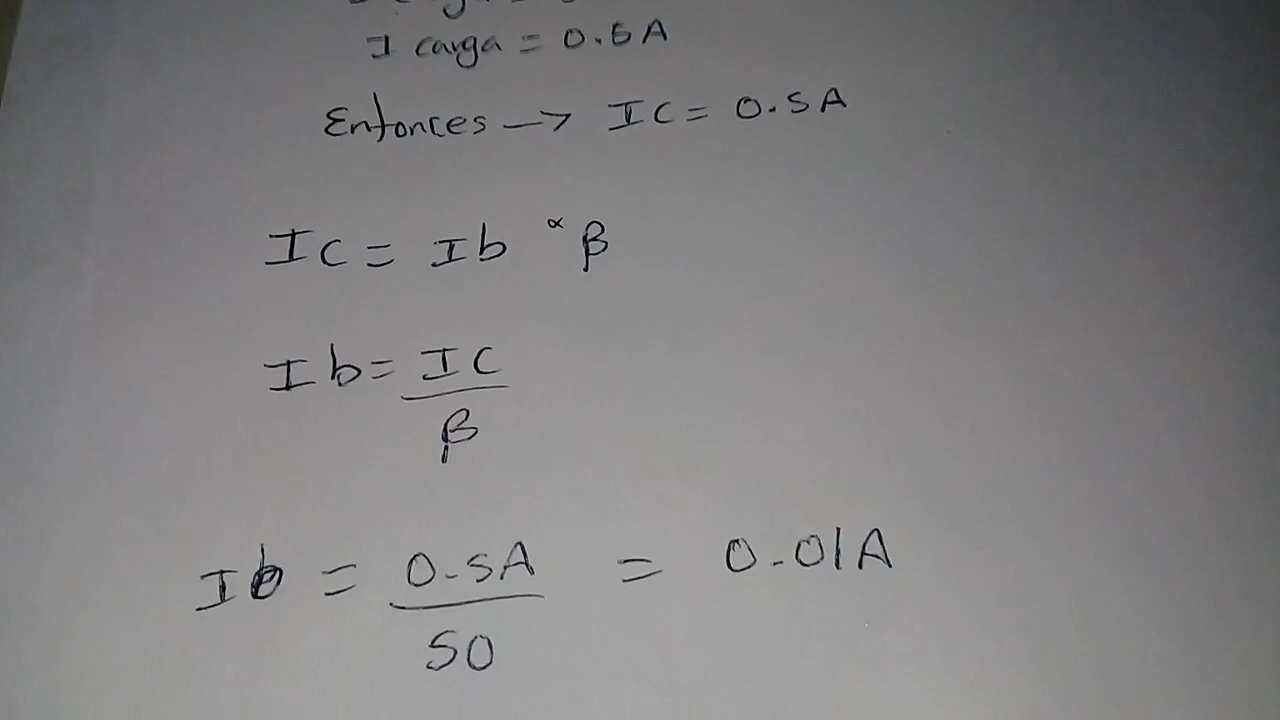 I carga = 0.5A
Entonces → IC = 0.5A
Ic = Ib * β
Ib = IC
β
Ib = 0.5A = 0.01A
50